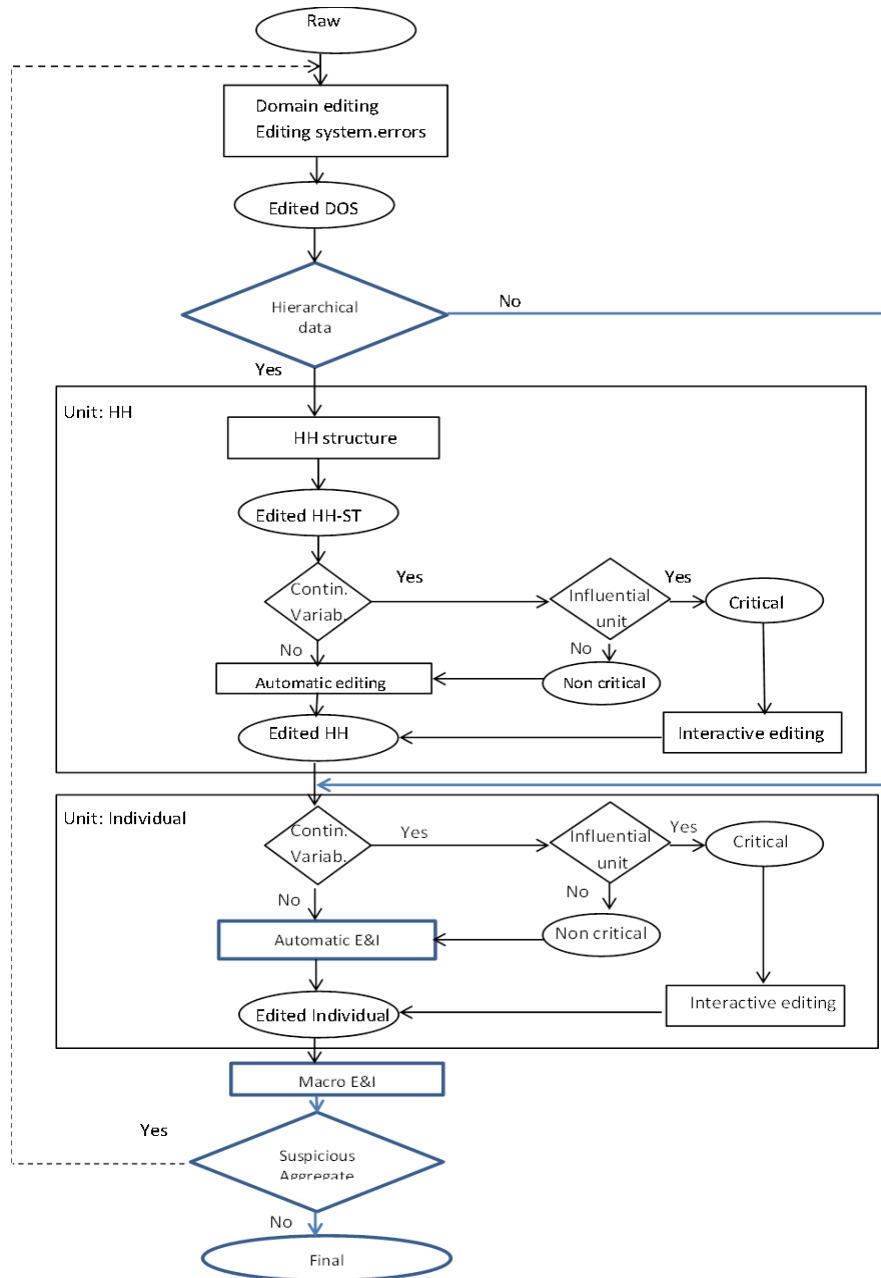 Raw
Domain editing
Editing system.errors
Edited DOS
Hierarchical
data
No
Yes
Unit: HH
HH structure
Edited HH-ST
Contin.
Variab.
Yes
Influential
unit
Yes
Critical
No
No
Automatic editing
Non critical
Edited HH
Interactive editing
Unit: Individual
Contin.
Variab.
Yes
Influential
unit
Yes
Critical
No
No
Automatic E&I
Non critical
Edited Individual
Interactive editing
Macro E&I
Yes
Suspicious
Aggregate
No
Final